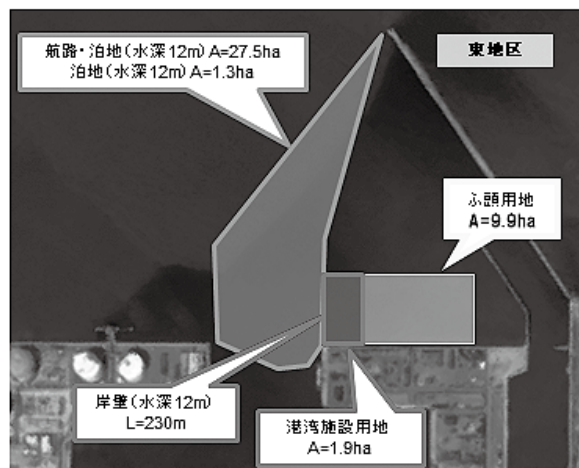 航路・泊地(水深12m) A=27.5ha
泊地(水深12m) A=1.3ha
東地区
ふ頭用地
A=9.9ha
岸壁(水深12m)
L=230m
港湾施設用地
A=1.9ha